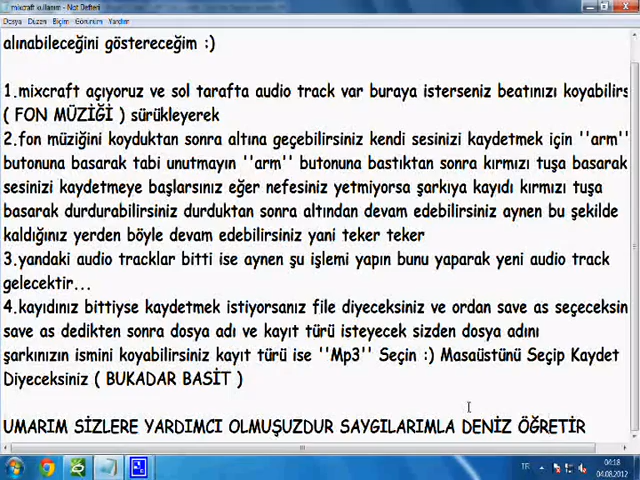 mixcraft kullanım - Not Defteri
Dosya Düzen Biçim Görünüm Yardım
alınabileceğini göstereceğim :)
1.mixcraft açıyoruz ve sol tarafta audio track var buraya isterseniz beatınızı koyabilirs
( FON MÜZİĞİ ) sürükleyerek
2.fon müziğini koyduktan sonra altına geçebilirsiniz kendi sesinizi kaydetmek için ''arm''
butonuna basarak tabi unutmayın ''arm'' butonuna bastıktan sonra kırmızı tuşa basarak
sesinizi kaydetmeye başlarsınız eğer nefesiniz yetmiyorsa şarkıya kayıdı kırmızı tuşa
basarak durdurabilirsiniz durduktan sonra altından devam edebilirsiniz aynen bu şekilde
kaldığınız yerden böyle devam edebilirsiniz yani teker teker
3.yandaki audio tracklar bitti ise aynen şu işlemi yapın bunu yaparak yeni audio track
gelecektir...
4.kayıdınız bittiyse kaydetmek istiyorsanız file diyeceksiniz ve ordan save as seçeceksin
save as dedikten sonra dosya adı ve kayıt türü isteyecek sizden dosya adını
şarkınızın ismini koyabilirsiniz kayıt türü ise ''Mp3'' Seçin :) Masaüstünü Seçip Kaydet
Diyeceksiniz ( BUKADAR BASİT )
UMARIM SİZLERE YARDIMCI OLMUŞUZDUR SAYGILARIMLA DENİZ ÖĞRETİR
TR
04:18
04.08.2012